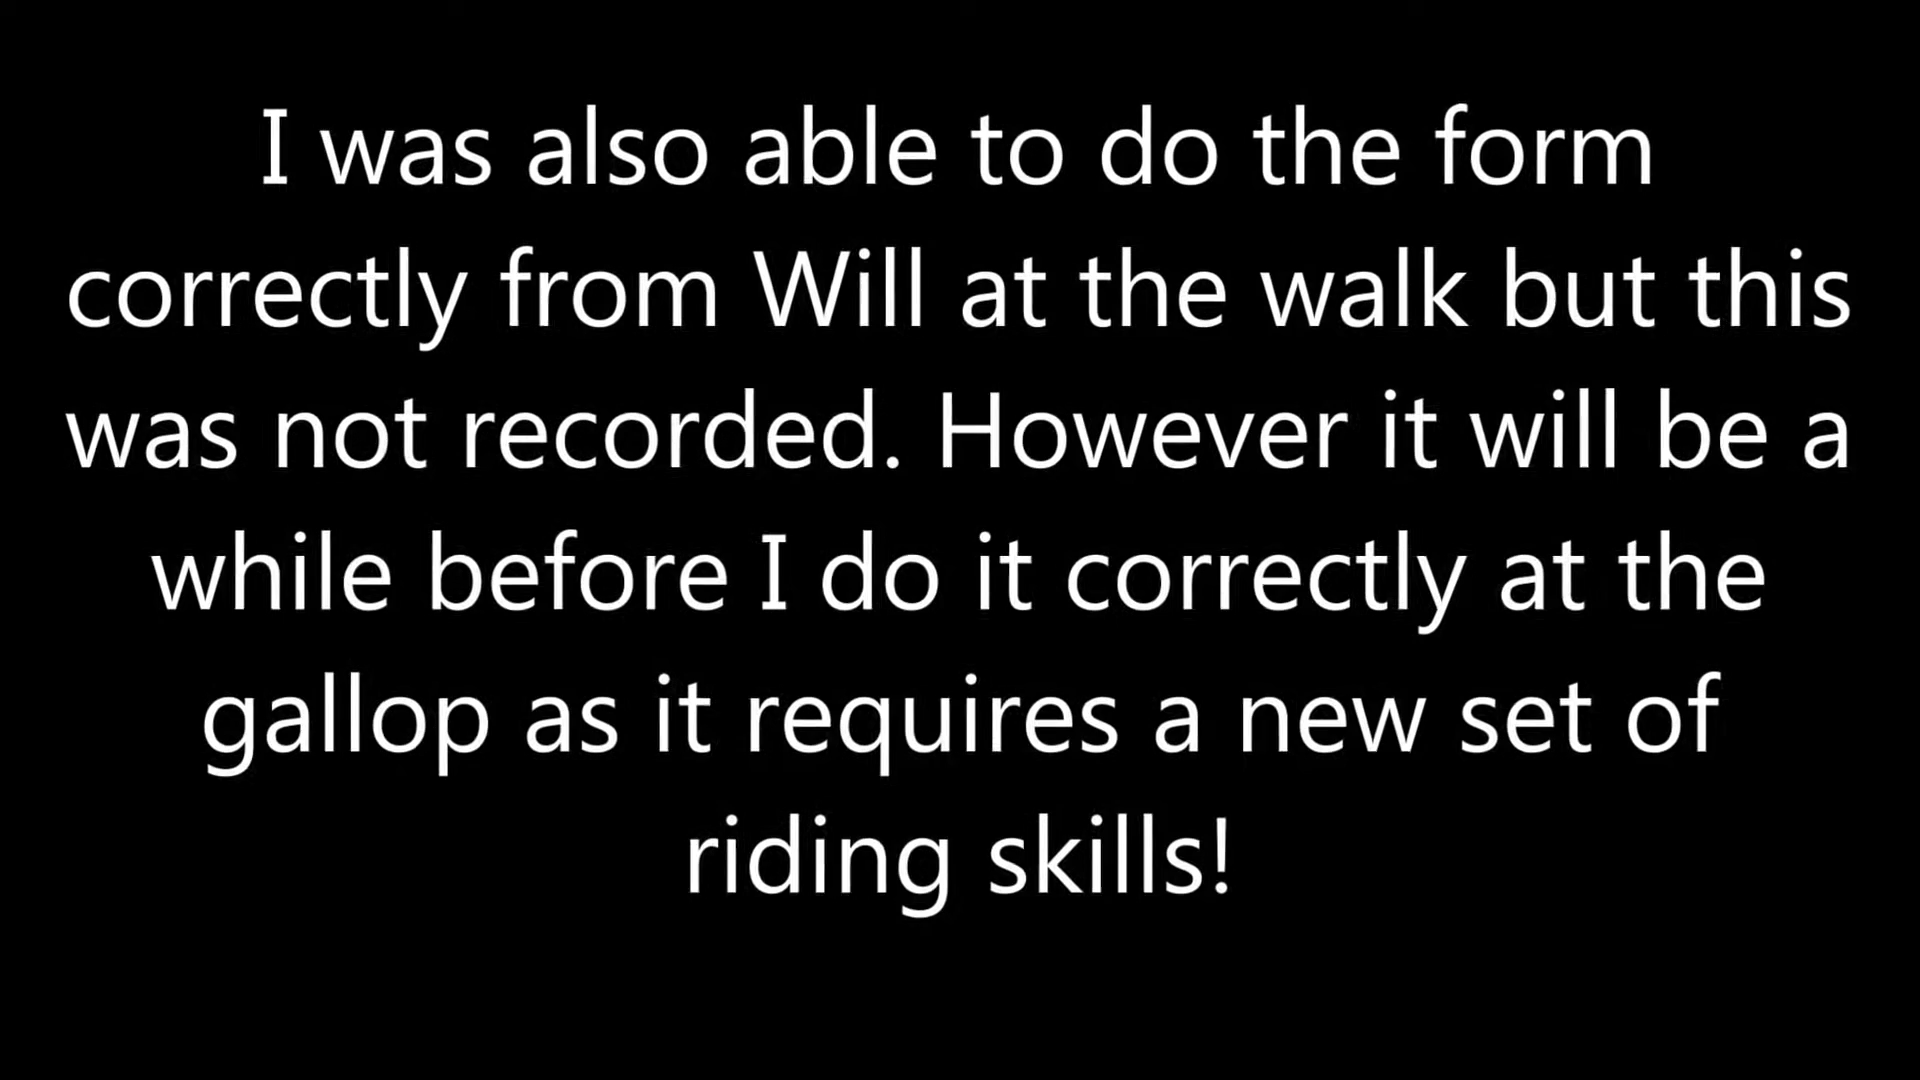 I was also able to do the form
correctly from Will at the walk but this
was not recorded. However it will be a
while before I do it correctly at the
gallop as it requires a new set of
riding skills!